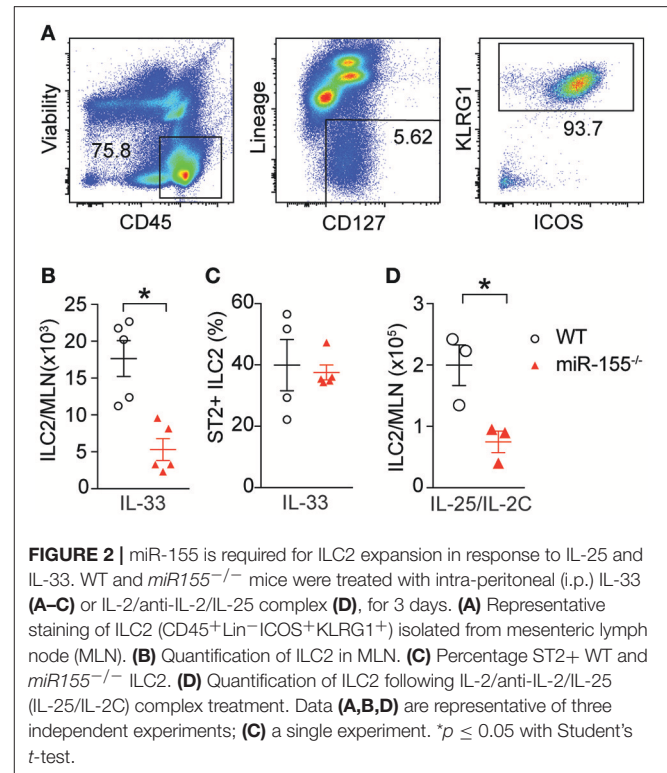 A
Viability
75.8
CD45
Lineage
5.62
CD127
KLRG1
93.7
ICOS
B
ILC2/MLN(x10³)
25
20
15
10
5
0
*
IL-33
C
ST2+ ILC2 (%)
60
40
20
0
IL-33
D
ILC2/MLN (x10⁵)
3
2
1
0
*
IL-25/IL-2C
WT
miR-155⁻/⁻
FIGURE 2 | miR-155 is required for ILC2 expansion in response to IL-25 and
IL-33. WT and miR155⁻/⁻ mice were treated with intra-peritoneal (i.p.) IL-33
(A–C) or IL-2/anti-IL-2/IL-25 complex (D), for 3 days. (A) Representative
staining of ILC2 (CD45⁺Lin⁻ICOS⁺KLRG1⁺) isolated from mesenteric lymph
node (MLN). (B) Quantification of ILC2 in MLN. (C) Percentage ST2+ WT and
miR155⁻/⁻ ILC2. (D) Quantification of ILC2 following IL-2/anti-IL-2/IL-25
(IL-25/IL-2C) complex treatment. Data (A,B,D) are representative of three
independent experiments; (C) a single experiment. *p ≤ 0.05 with Student's
t-test.